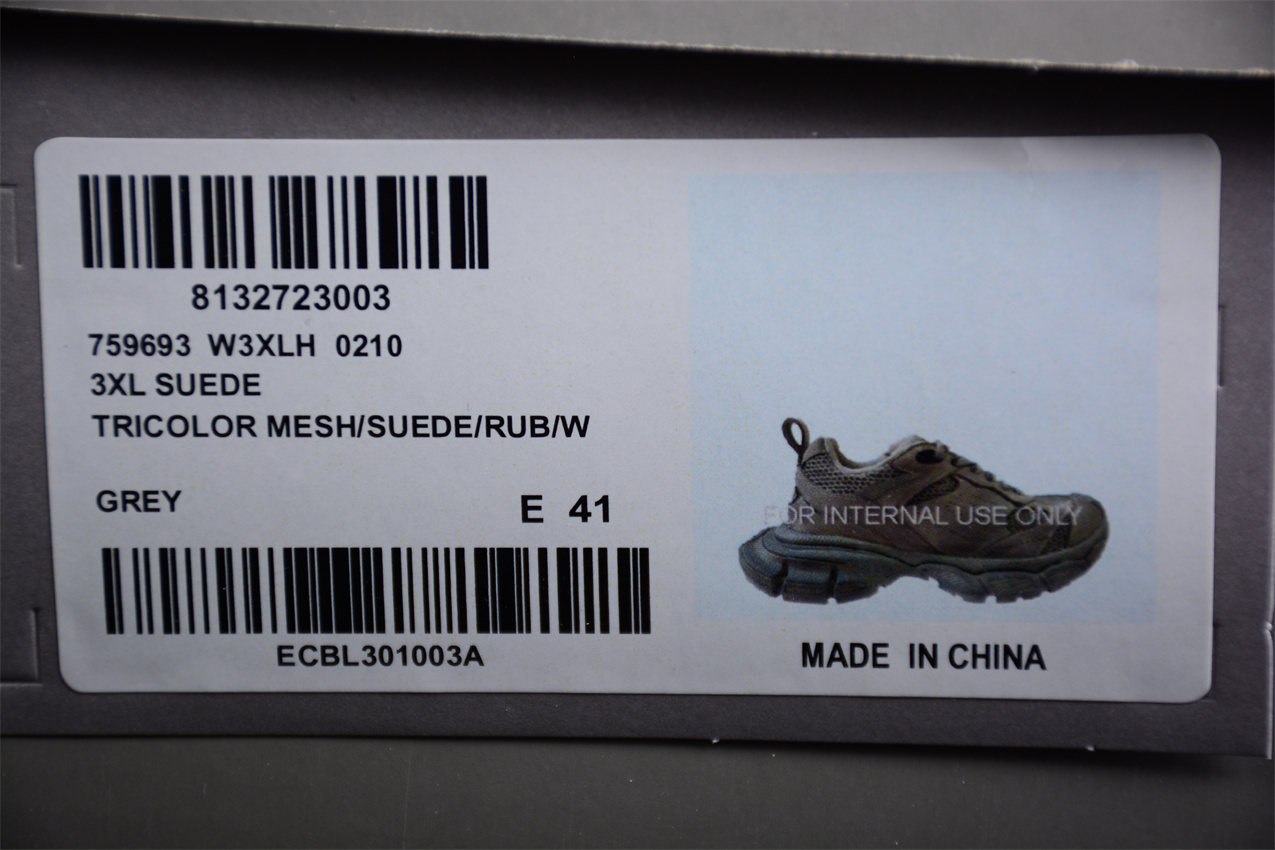 8132723003
759693 W3XLH 0210
3XL SUEDE
TRICOLOR MESH/SUEDE/RUB/W
GREY
E 41
ECBL301003A
FOR INTERNAL USE ONLY
MADE IN CHINA